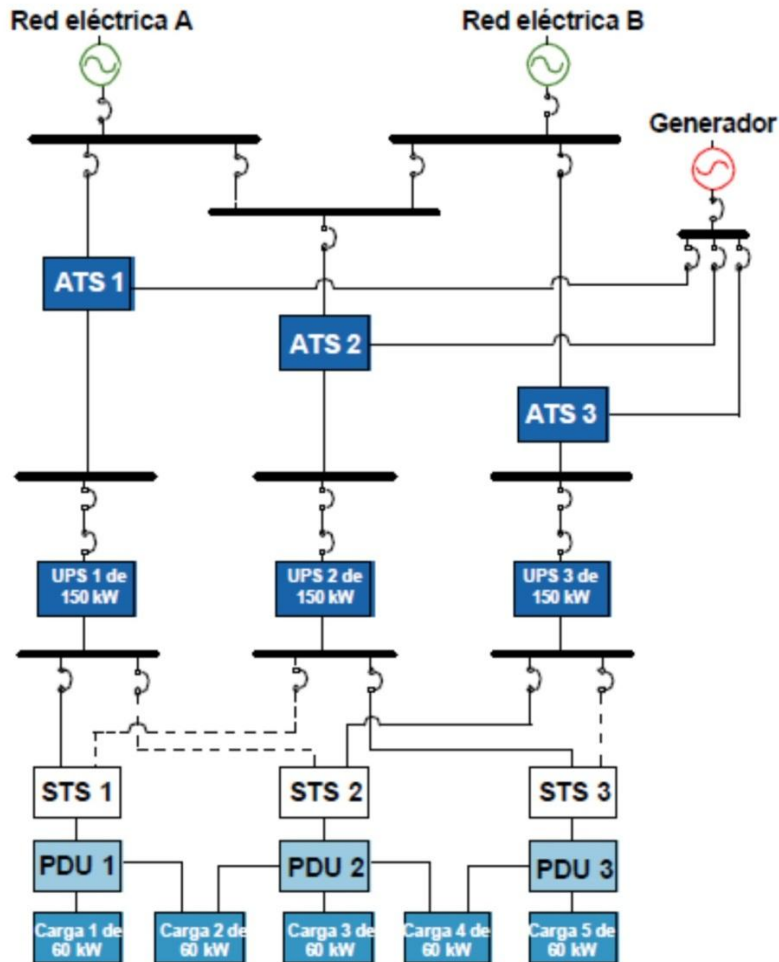 Red eléctrica A
Red eléctrica B
Generador
ATS 1
ATS 2
ATS 3
UPS 1 de
150 kW
UPS 2 de
150 kW
UPS 3 de
150 kW
STS 1
STS 2
STS 3
PDU 1
PDU 2
PDU 3
Carga 1 de
60 kW
Carga 2 de
60 kW
Carga 3 de
60 kW
Carga 4 de
60 kW
Carga 5 de
60 kW